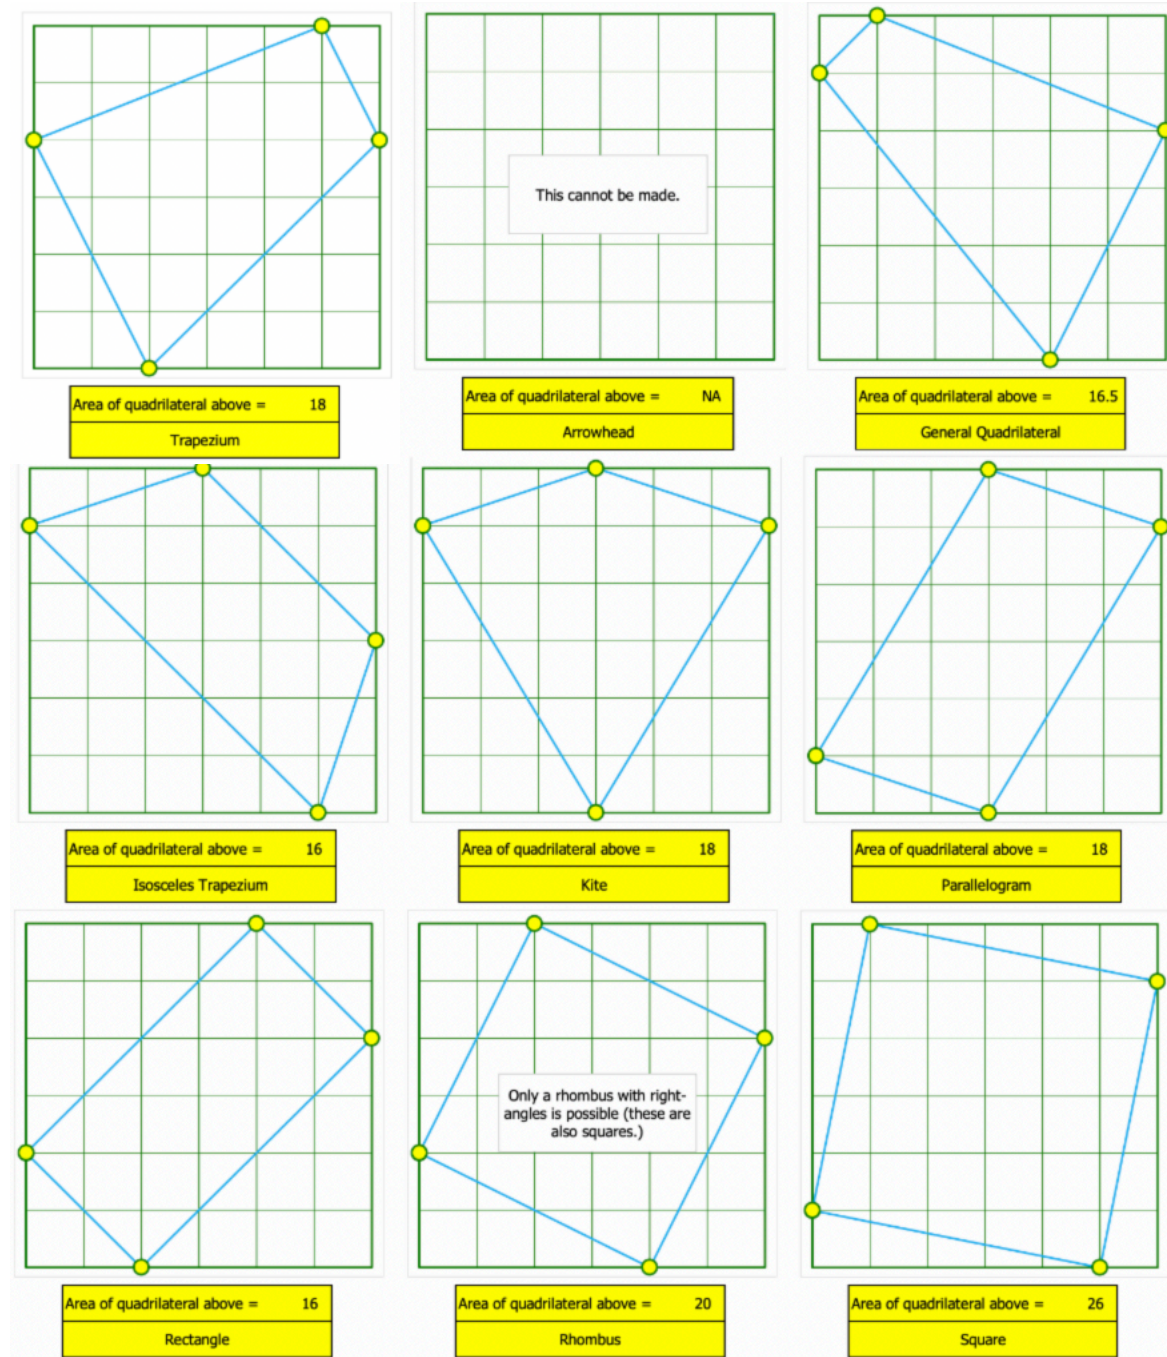 This cannot be made.
Area of quadrilateral above = 18
Trapezium
Area of quadrilateral above = NA
Arrowhead
Area of quadrilateral above = 16.5
General Quadrilateral
Area of quadrilateral above = 16
Isosceles Trapezium
Area of quadrilateral above = 18
Kite
Area of quadrilateral above = 18
Parallelogram
Only a rhombus with right-
angles is possible (these are
also squares.)
Area of quadrilateral above = 16
Rectangle
Area of quadrilateral above = 20
Rhombus
Area of quadrilateral above = 26
Square